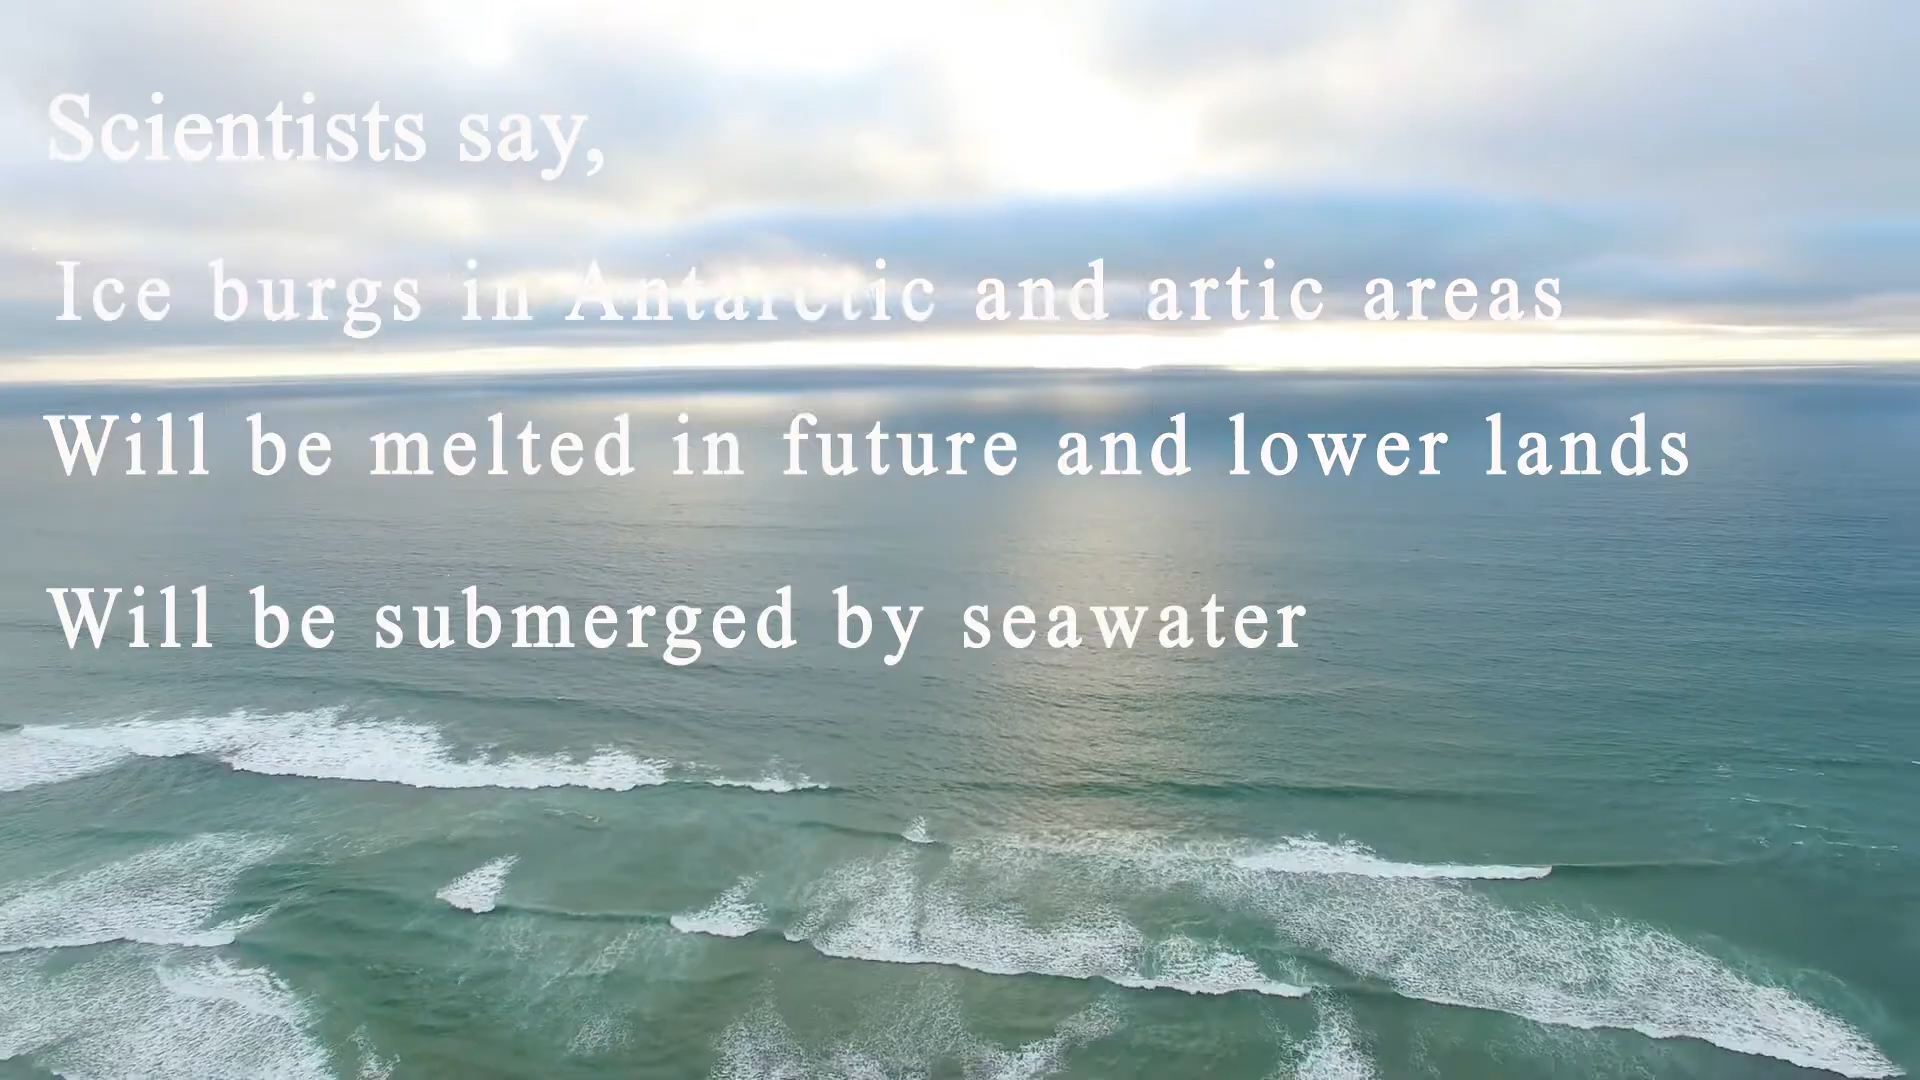 Scientists say,
Ice burgs in Antarctic and artic areas
Will be melted in future and lower lands
Will be submerged by seawater